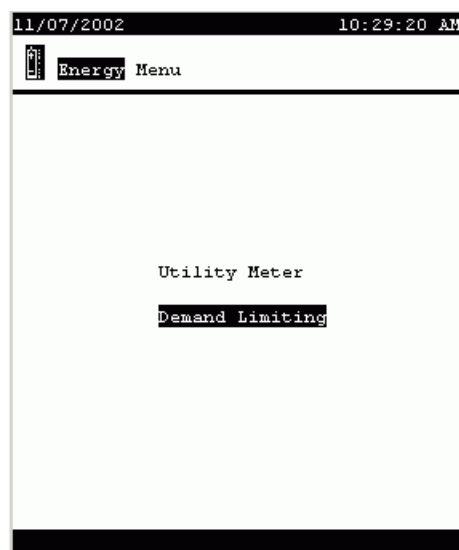 11/07/2002 10:29:20 AM
Energy Menu
Utility Meter
Demand Limiting